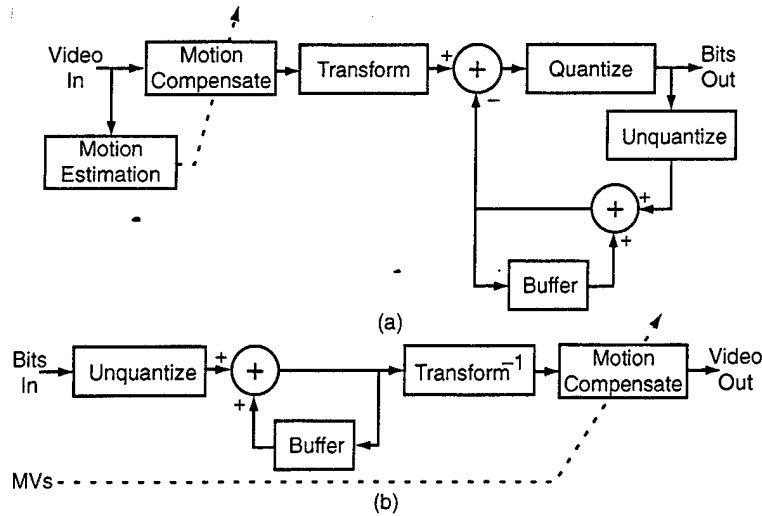 Video In
Motion Compensate
Transform
+
+
−
Quantize
Bits Out
Motion Estimation
Unquantize
+
+
+
Buffer
(a)
Bits In
Unquantize
+
+
+
Transform⁻¹
Motion Compensate
Video Out
Buffer
MVs
(b)